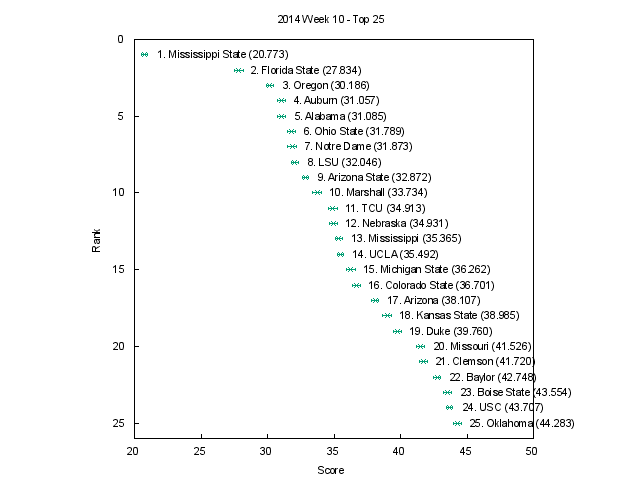 2014 Week 10 - Top 25
0
1. Mississippi State (20.773)
2. Florida State (27.834)
3. Oregon (30.186)
4. Auburn (31.057)
5
5. Alabama (31.085)
6. Ohio State (31.789)
7. Notre Dame (31.873)
8. LSU (32.046)
9. Arizona State (32.872)
10
10. Marshall (33.734)
11. TCU (34.913)
12. Nebraska (34.931)
Rank
13. Mississippi (35.365)
14. UCLA (35.492)
15
15. Michigan State (36.262)
16. Colorado State (36.701)
17. Arizona (38.107)
18. Kansas State (38.985)
19. Duke (39.760)
20
20. Missouri (41.526)
21. Clemson (41.720)
22. Baylor (42.748)
23. Boise State (43.554)
24. USC (43.707)
25
25. Oklahoma (44.283)
20 25 30 35 40 45 50
Score